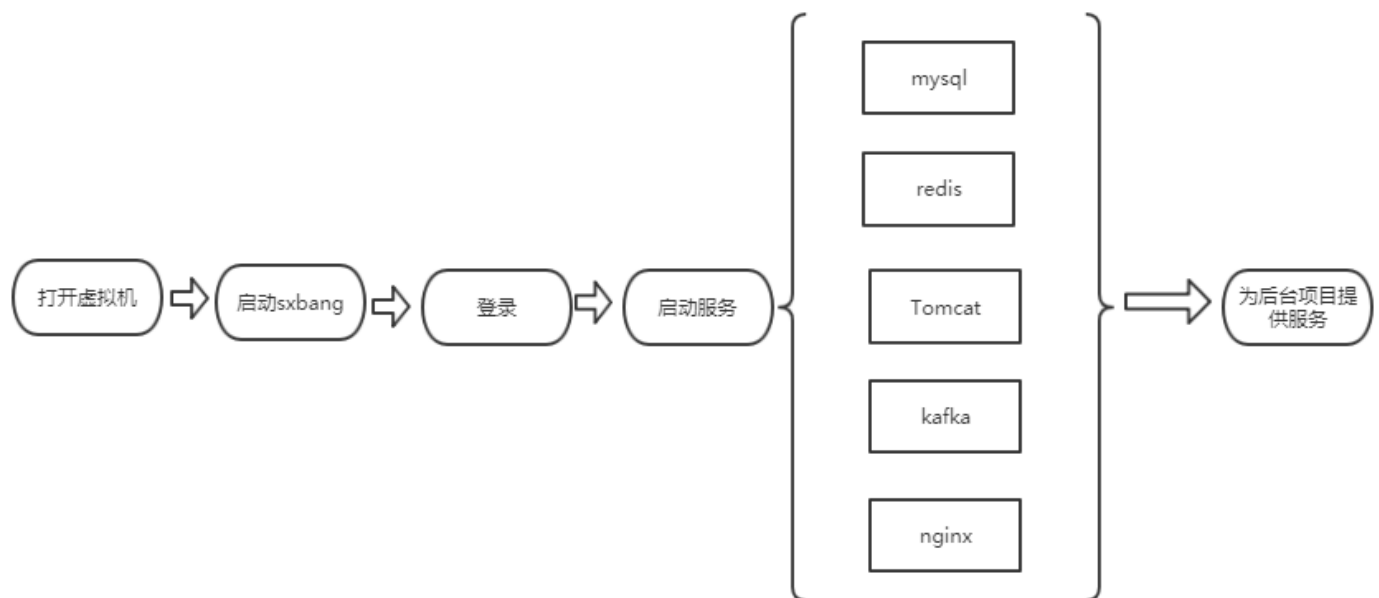 打开虚拟机
启动sxbang
登录
启动服务
mysql
redis
Tomcat
kafka
nginx
为后台项目提
供服务